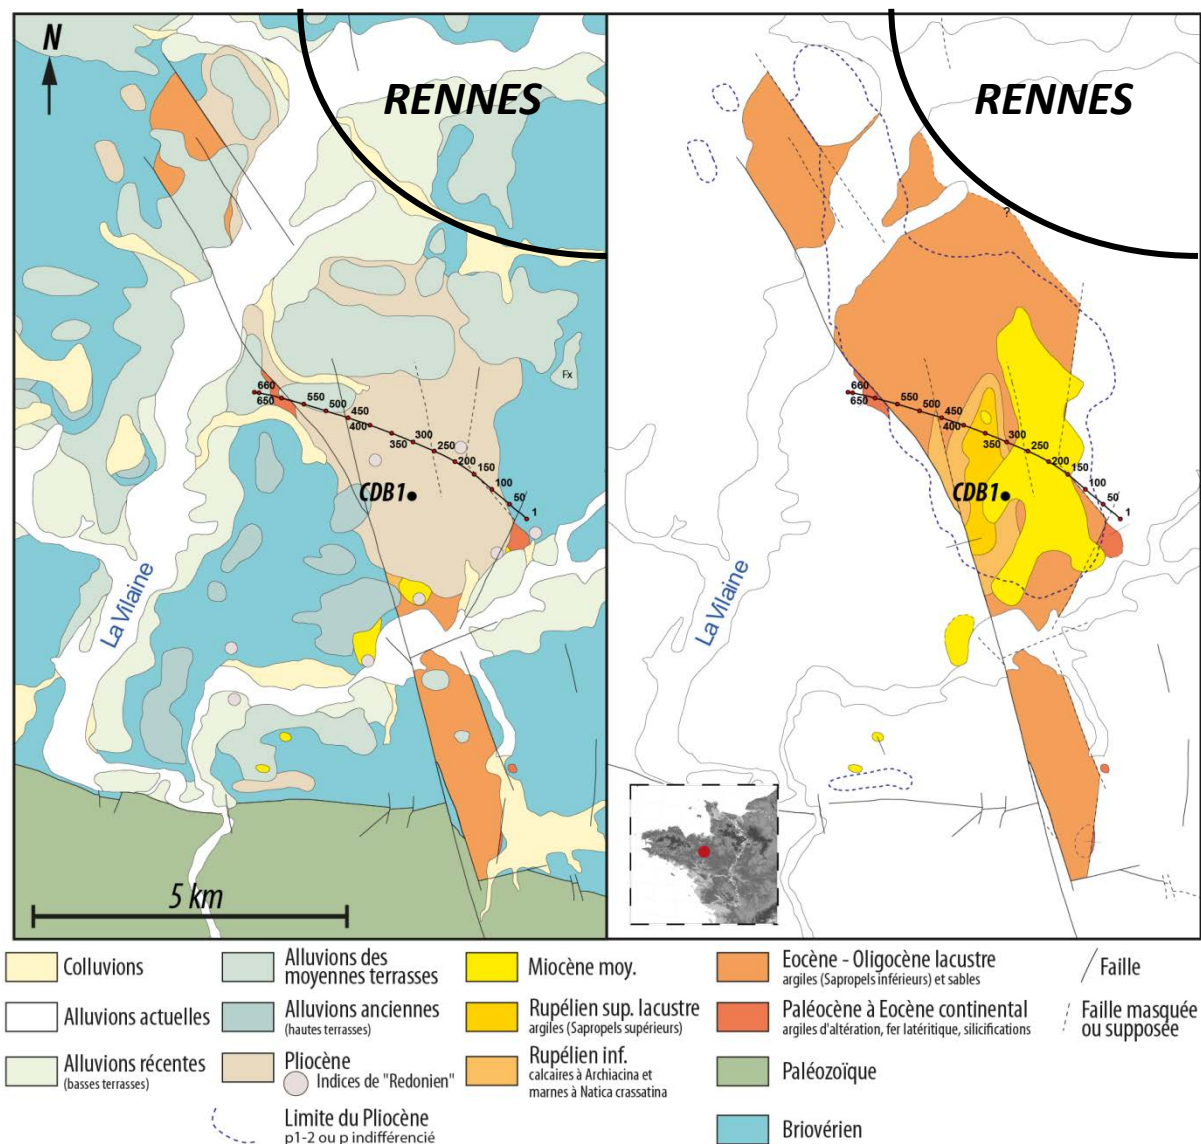 N
RENNES
RENNES
Fx
?
660
650
550
500
450
400
350
300
250
200
150
100
50
1
CDB1
La Vilaine
660
650
550
500
450
400
350
300
250
200
150
100
50
1
CDB1
La Vilaine
5 km
Colluvions
Alluvions actuelles
Alluvions récentes
(basses terrasses)
Alluvions des
moyennes terrasses
Alluvions anciennes
(hautes terrasses)
Pliocène
Indices de "Redonien"
Limite du Pliocène
p1-2 ou p indifférencié
Miocène moy.
Rupélien sup. lacustre
argiles (Sapropels supérieurs)
Rupélien inf.
calcaires à Archiacina et
marnes à Natica crassatina
Eocène - Oligocène lacustre
argiles (Sapropels inférieurs) et sables
Paléocène à Eocène continental
argiles d'altération, fer latéritique, silicifications
Paléozoïque
Briovérien
Faille
Faille masquée
ou supposée